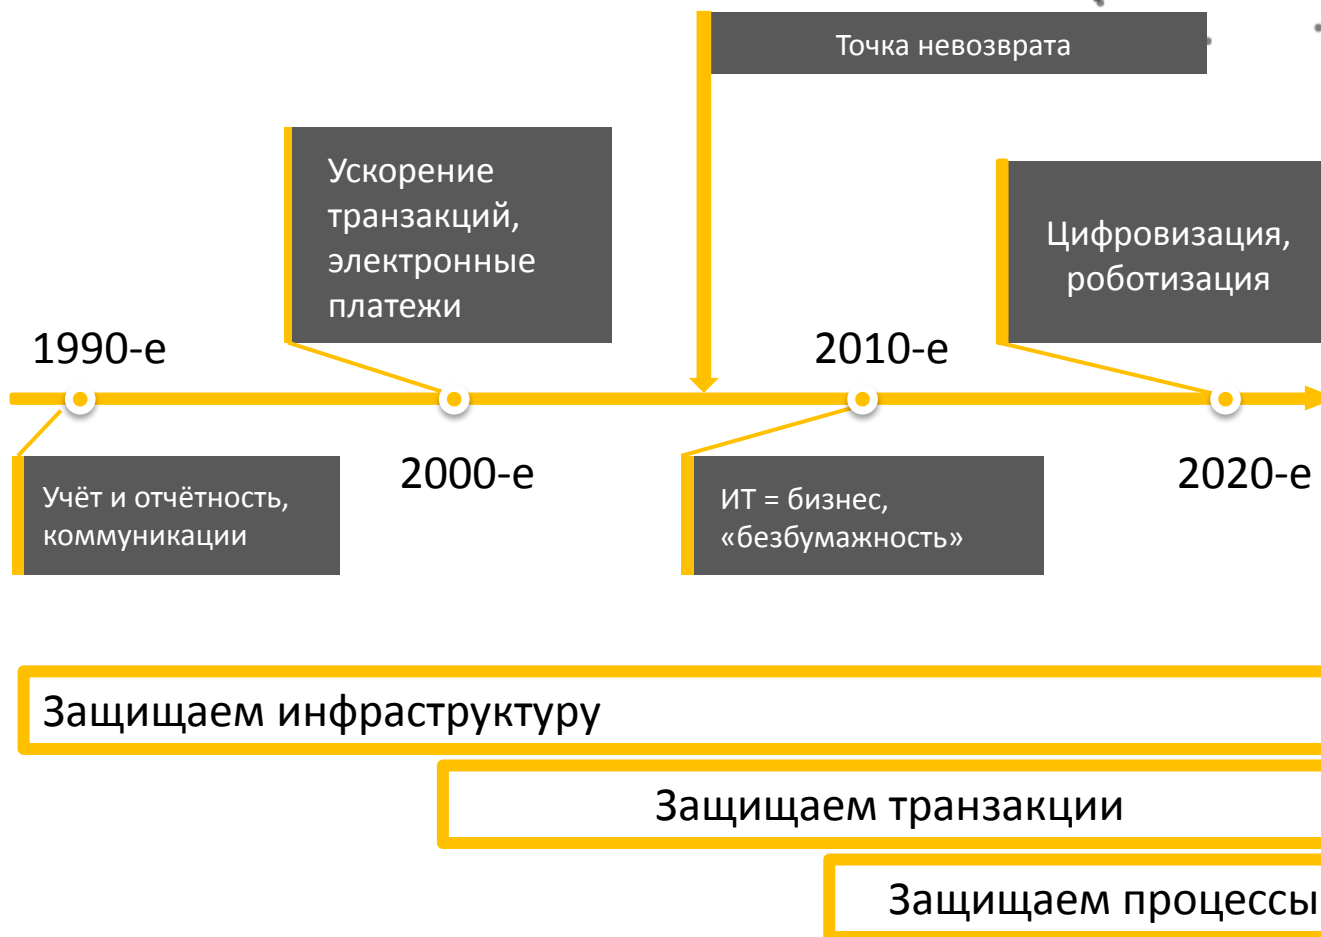 Точка невозврата
Ускорение
транзакций,
электронные
платежи
Цифровизация,
роботизация
1990-е
2010-е
2000-е
2020-е
Учёт и отчётность,
коммуникации
ИТ = бизнес,
«безбумажность»
Защищаем инфраструктуру
Защищаем транзакции
Защищаем процессы